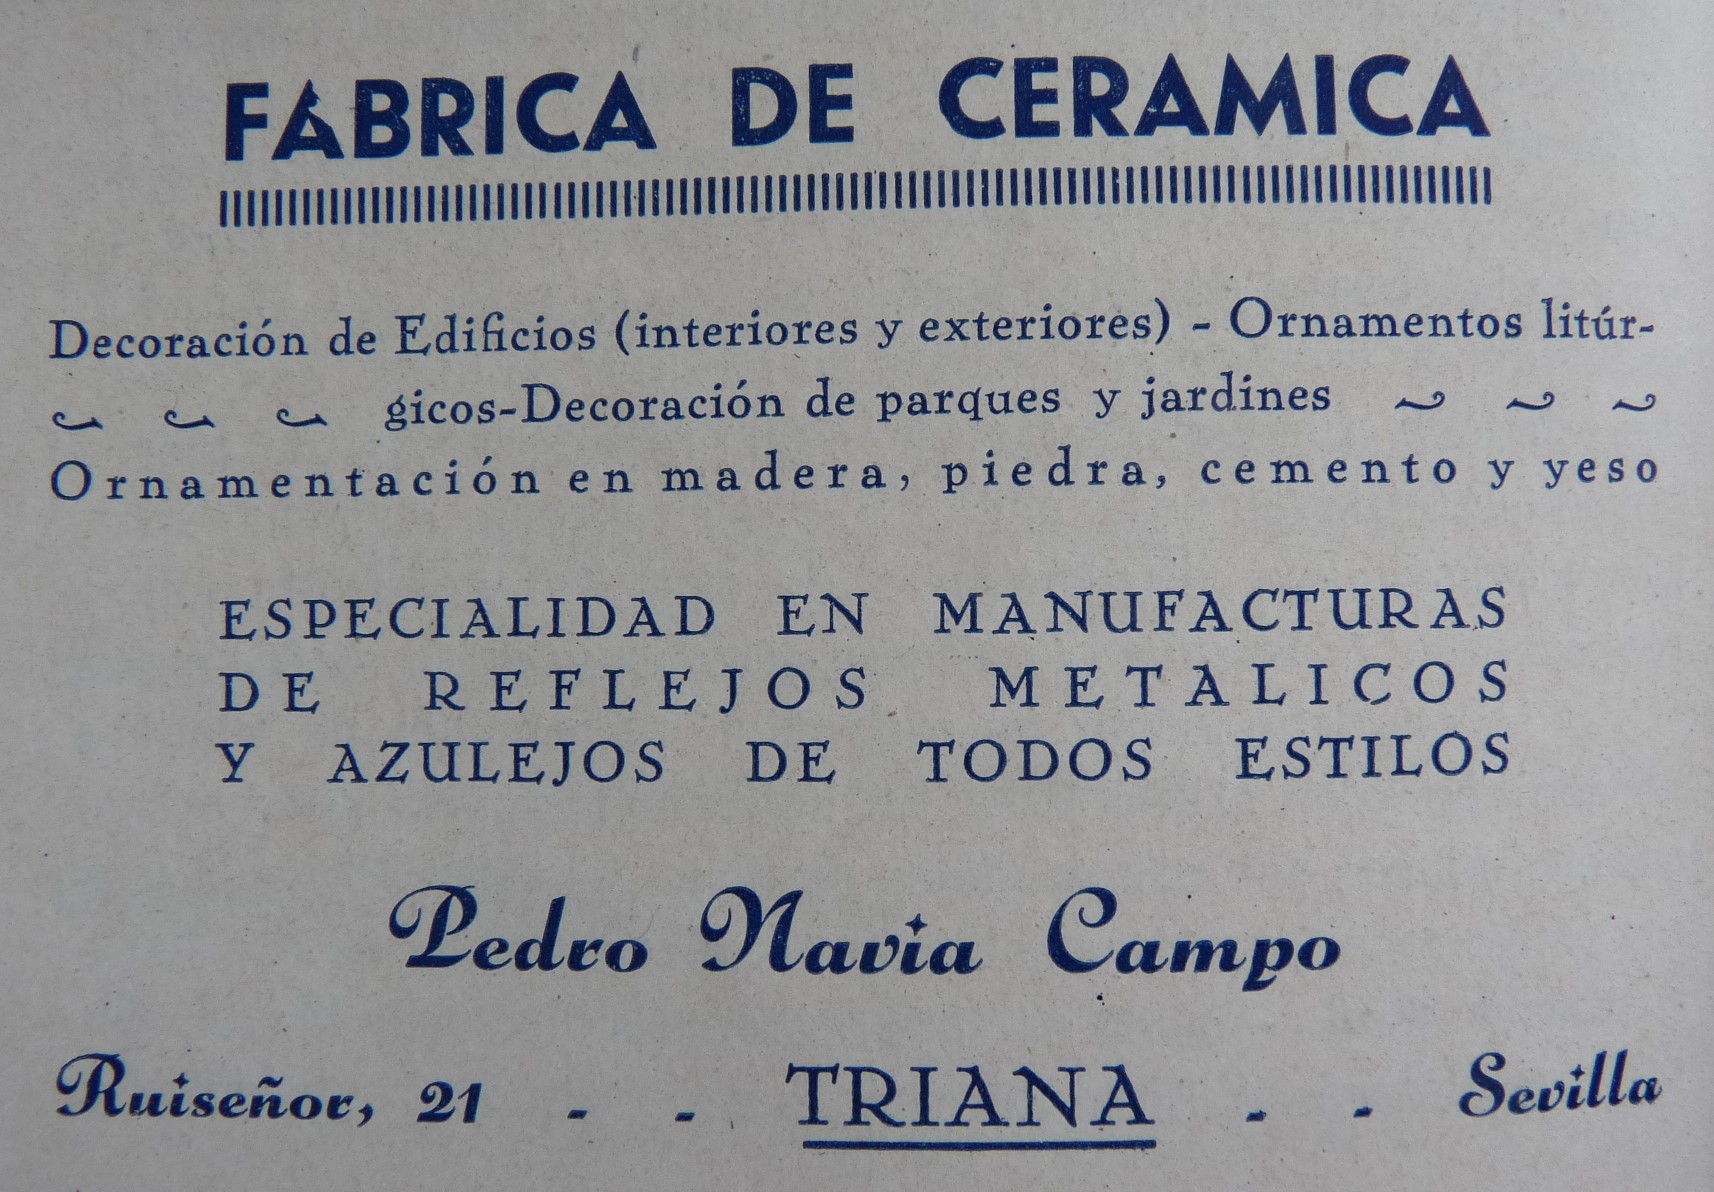 FÁBRICA DE CERAMICA
Decoración de Edificios (interiores y exteriores) - Ornamentos litúr-
gicos-Decoración de parques y jardines
Ornamentación en madera, piedra, cemento y yeso
ESPECIALIDAD EN MANUFACTURAS
DE REFLEJOS METALICOS
Y AZULEJOS DE TODOS ESTILOS
Pedro Navia Campo
Ruiseñor, 21 - - TRIANA - - Sevilla